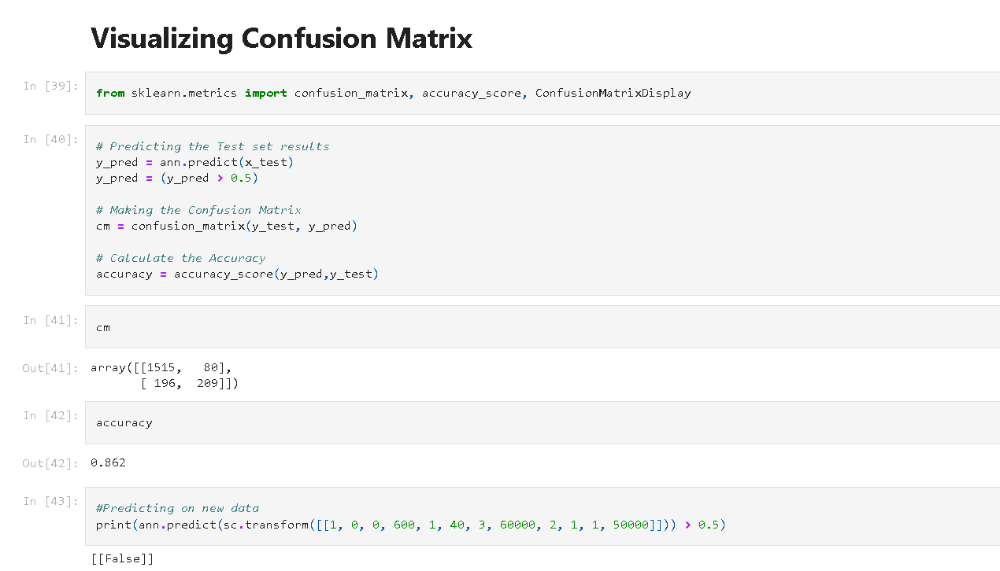 Visualizing Confusion Matrix
In [39]:
from sklearn.metrics import confusion_matrix, accuracy_score, ConfusionMatrixDisplay
In [40]:
# Predicting the Test set results
y_pred = ann.predict(x_test)
y_pred = (y_pred > 0.5)
# Making the Confusion Matrix
cm = confusion_matrix(y_test, y_pred)
# Calculate the Accuracy
accuracy = accuracy_score(y_pred,y_test)
In [41]:
cm
Out[41]:
array([[1515,   80],
       [ 196,  209]])
In [42]:
accuracy
Out[42]:
0.862
In [43]:
#Predicting on new data
print(ann.predict(sc.transform([[1, 0, 0, 600, 1, 40, 3, 60000, 2, 1, 1, 50000]])) > 0.5)
[[False]]